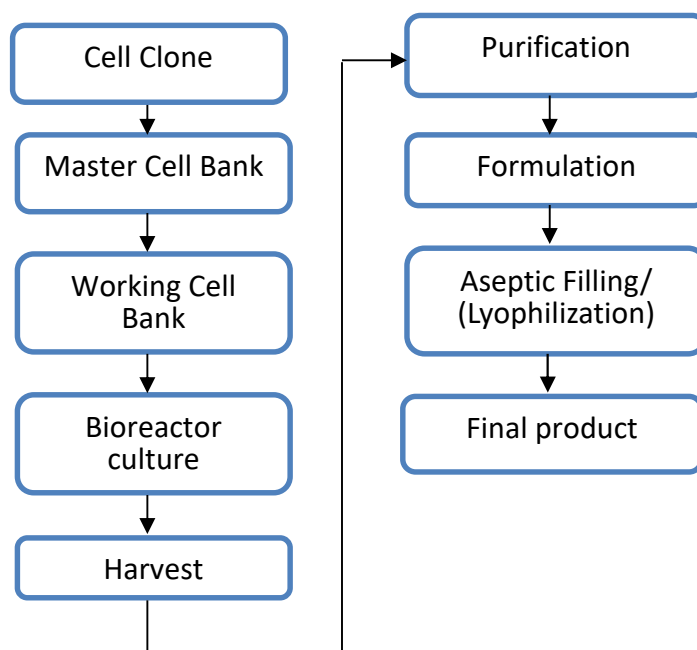 Cell Clone
Master Cell Bank
Working Cell
Bank
Bioreactor
culture
Harvest
Purification
Formulation
Aseptic Filling/
(Lyophilization)
Final product